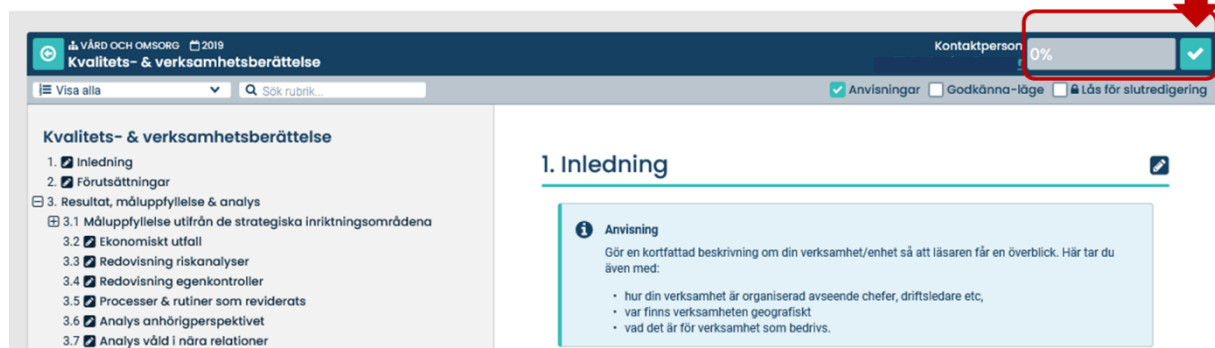 VÅRD OCH OMSORG 2019
Kvalitets- & verksamhetsberättelse
Kontaktperson
0%
Visa alla
Sök rubrik...
Anvisningar
Godkänna-läge
Lås för slutredigering
Kvalitets- & verksamhetsberättelse
1. Inledning
2. Förutsättningar
3. Resultat, måluppfyllelse & analys
3.1 Måluppfyllelse utifrån de strategiska inriktningsområdena
3.2 Ekonomiskt utfall
3.3 Redovisning riskanalyser
3.4 Redovisning egenkontroller
3.5 Processer & rutiner som reviderats
3.6 Analys anhörigperspektivet
3.7 Analys våld i nära relationer
1. Inledning
Anvisning
Gör en kortfattad beskrivning om din verksamhet/enhet så att läsaren får en överblick. Här tar du
även med:
• hur din verksamhet är organiserad avseende chefer, driftsledare etc,
• var finns verksamheten geografiskt
• vad det är för verksamhet som bedrivs.